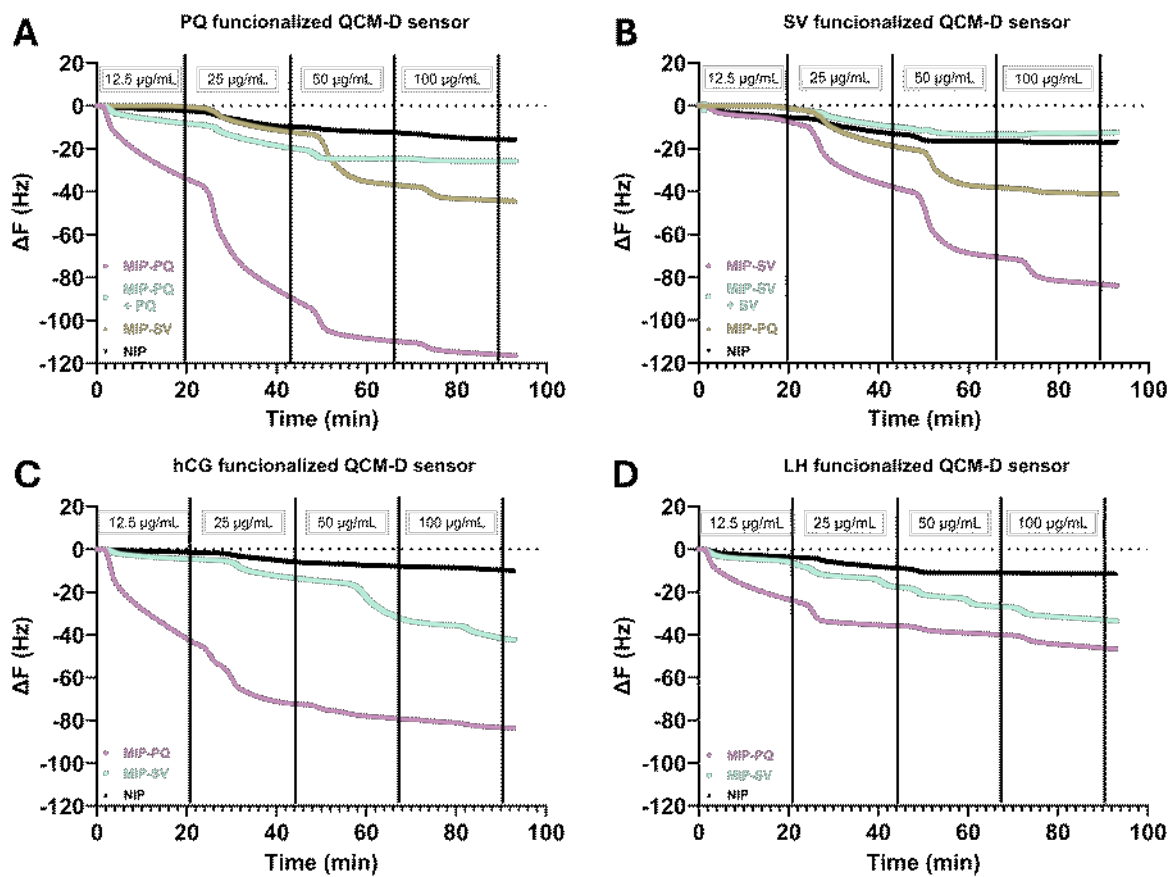 A
PQ funcionalized QCM-D sensor
20
0
-20
-40
-60
-80
-100
-120
ΔF (Hz)
12.5 µg/mL
25 µg/mL
50 µg/mL
100 µg/mL
MIP-PQ
MIP-PQ
+ PQ
MIP-SV
NIP
0
20
40
60
80
100
Time (min)
B
SV funcionalized QCM-D sensor
20
0
-20
-40
-60
-80
-100
-120
ΔF (Hz)
12.5 µg/mL
25 µg/mL
50 µg/mL
100 µg/mL
MIP-SV
MIP-SV
+ SV
MIP-PQ
NIP
0
20
40
60
80
100
Time (min)
C
hCG funcionalized QCM-D sensor
20
0
-20
-40
-60
-80
-100
-120
ΔF (Hz)
12.5 µg/mL
25 µg/mL
50 µg/mL
100 µg/mL
MIP-PQ
MIP-SV
NIP
0
20
40
60
80
100
Time (min)
D
LH funcionalized QCM-D sensor
20
0
-20
-40
-60
-80
-100
-120
ΔF (Hz)
12.5 µg/mL
25 µg/mL
50 µg/mL
100 µg/mL
MIP-PQ
MIP-SV
NIP
0
20
40
60
80
100
Time (min)